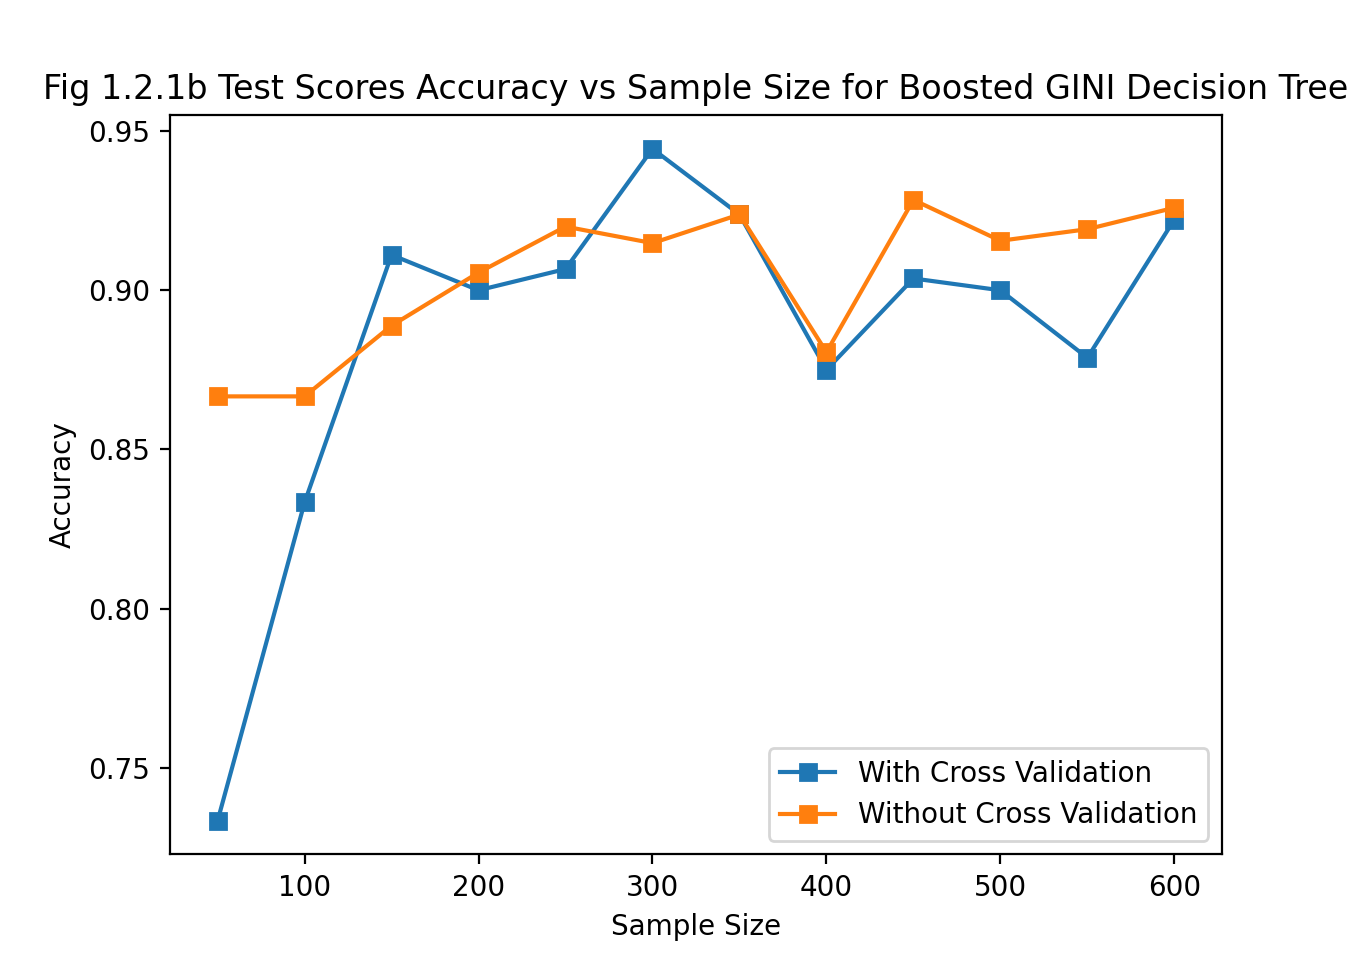 Fig 1.2.1b Test Scores Accuracy vs Sample Size for Boosted GINI Decision Tree
0.95
0.90
0.85
0.80
0.75
Accuracy
With Cross Validation
Without Cross Validation
100 200 300 400 500 600
Sample Size